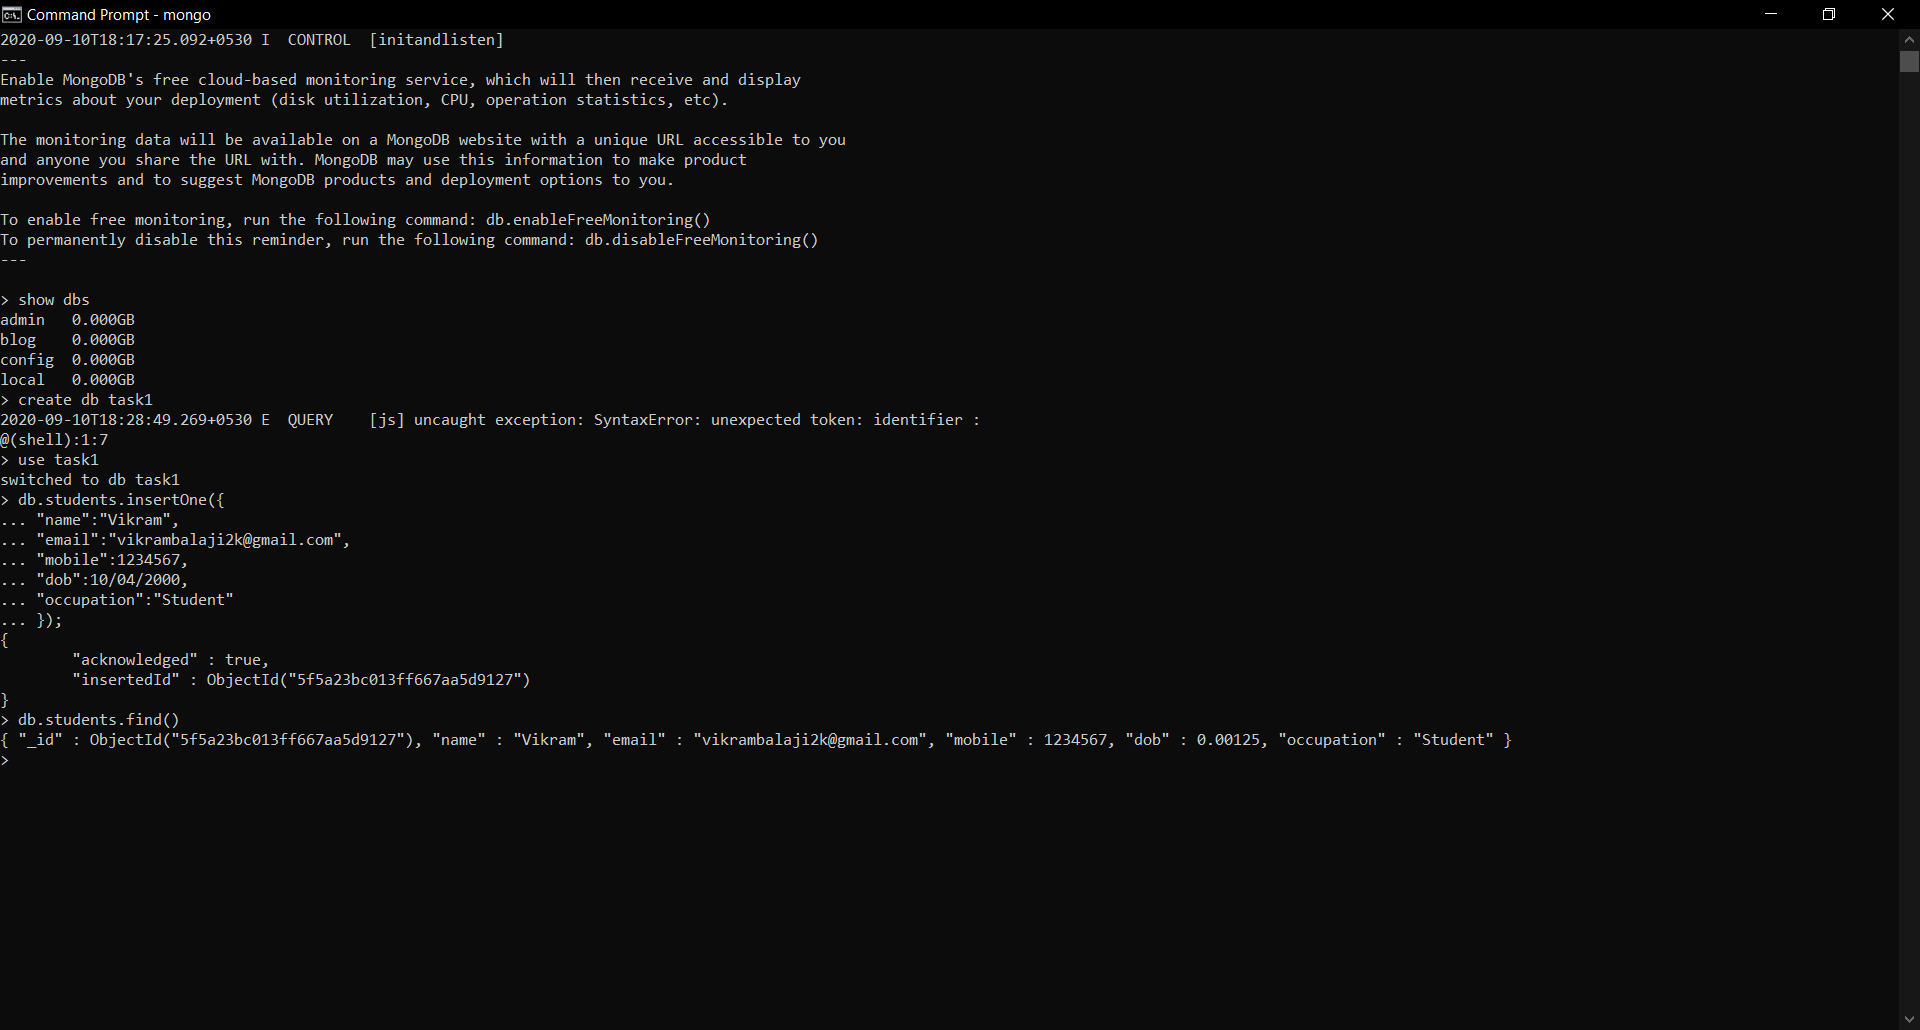 Command Prompt - mongo
2020-09-10T18:17:25.092+0530 I  CONTROL  [initandlisten]
---
Enable MongoDB's free cloud-based monitoring service, which will then receive and display
metrics about your deployment (disk utilization, CPU, operation statistics, etc).

The monitoring data will be available on a MongoDB website with a unique URL accessible to you
and anyone you share the URL with. MongoDB may use this information to make product
improvements and to suggest MongoDB products and deployment options to you.

To enable free monitoring, run the following command: db.enableFreeMonitoring()
To permanently disable this reminder, run the following command: db.disableFreeMonitoring()
---

> show dbs
admin   0.000GB
blog    0.000GB
config  0.000GB
local   0.000GB
> create db task1
2020-09-10T18:28:49.269+0530 E  QUERY    [js] uncaught exception: SyntaxError: unexpected token: identifier :
@(shell):1:7
> use task1
switched to db task1
> db.students.insertOne({
... "name":"Vikram",
... "email":"vikrambalaji2k@gmail.com",
... "mobile":1234567,
... "dob":10/04/2000,
... "occupation":"Student"
... });
{
        "acknowledged" : true,
        "insertedId" : ObjectId("5f5a23bc013ff667aa5d9127")
}
> db.students.find()
{ "_id" : ObjectId("5f5a23bc013ff667aa5d9127"), "name" : "Vikram", "email" : "vikrambalaji2k@gmail.com", "mobile" : 1234567, "dob" : 0.00125, "occupation" : "Student" }
>